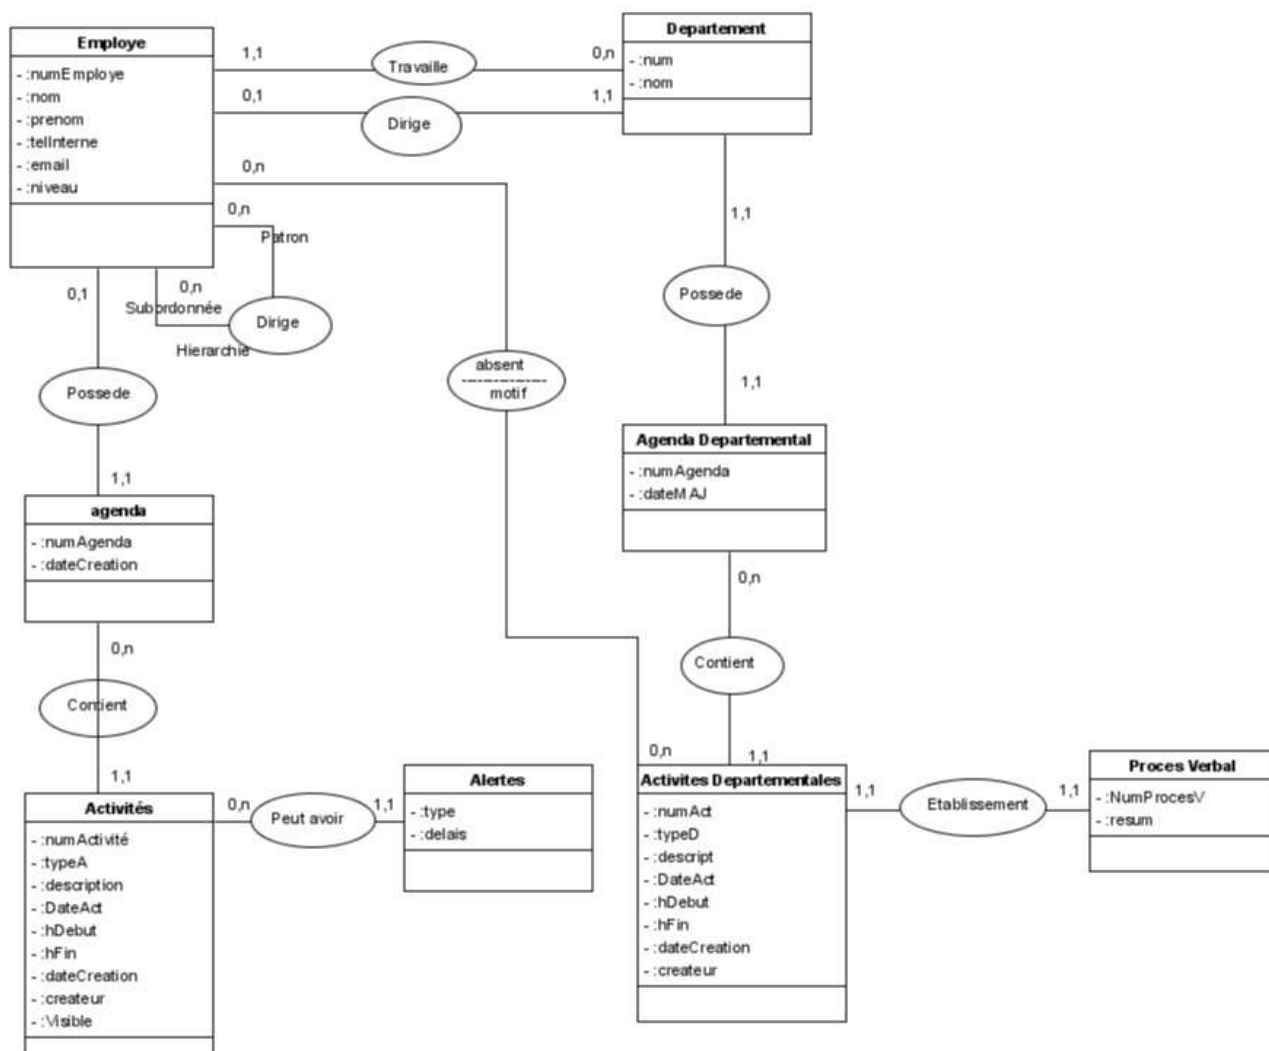 Employe
- :numEmploye
- :nom
- :prenom
- :telInterne
- :email
- :niveau
1,1
Travaille
0,n
0,1
Dirige
1,1
Departement
- :num
- :nom
0,n
0,n
Patron
0,n
Subordonnée
Hierarchie
Dirige
0,1
Possede
1,1
absent
motif
1,1
Possede
1,1
Agenda Departemental
- :numAgenda
- :dateMAJ
agenda
- :numAgenda
- :dateCreation
0,n
Contient
1,1
0,n
Contient
1,1
0,n
Activités
- :numActivité
- :typeA
- :description
- :DateAct
- :hDebut
- :hFin
- :dateCreation
- :createur
- :Visible
0,n
Peut avoir
1,1
Alertes
- :type
- :delais
Activites Departementales
- :numAct
- :typeD
- :descript
- :DateAct
- :hDebut
- :hFin
- :dateCreation
- :createur
1,1
Etablissement
1,1
Proces Verbal
- :NumProcesV
- :resum